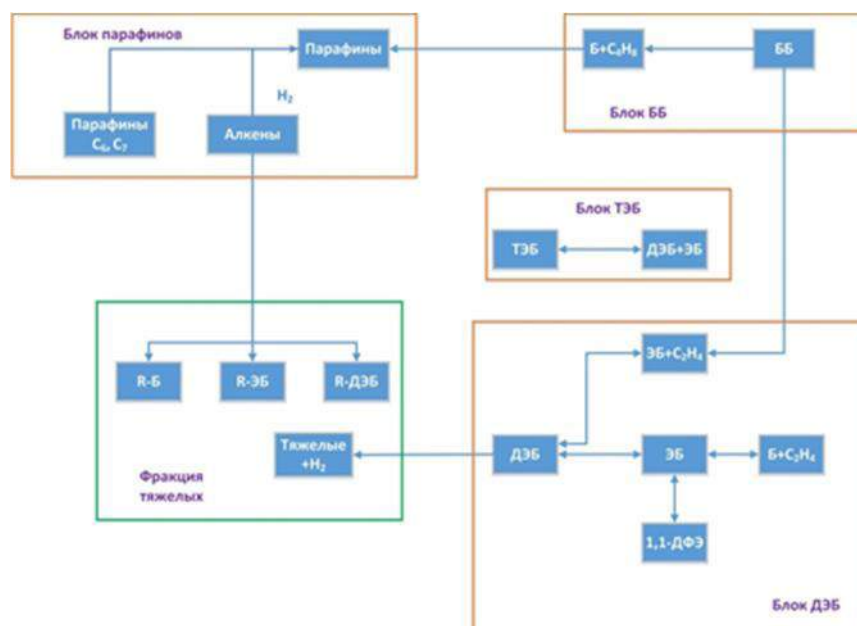 Блок парафинов
Парафины
H₂
Парафины
C₆, C₇
Алкены
Б+C₄H₈
ББ
Блок ББ
Блок ТЭБ
ТЭБ
ДЭБ+ЭБ
R-Б
R-ЭБ
R-ДЭБ
Тяжелые
+H₂
Фракция
тяжелых
ЭБ+C₂H₄
ДЭБ
ЭБ
Б+C₂H₄
1,1-ДФЭ
Блок ДЭБ